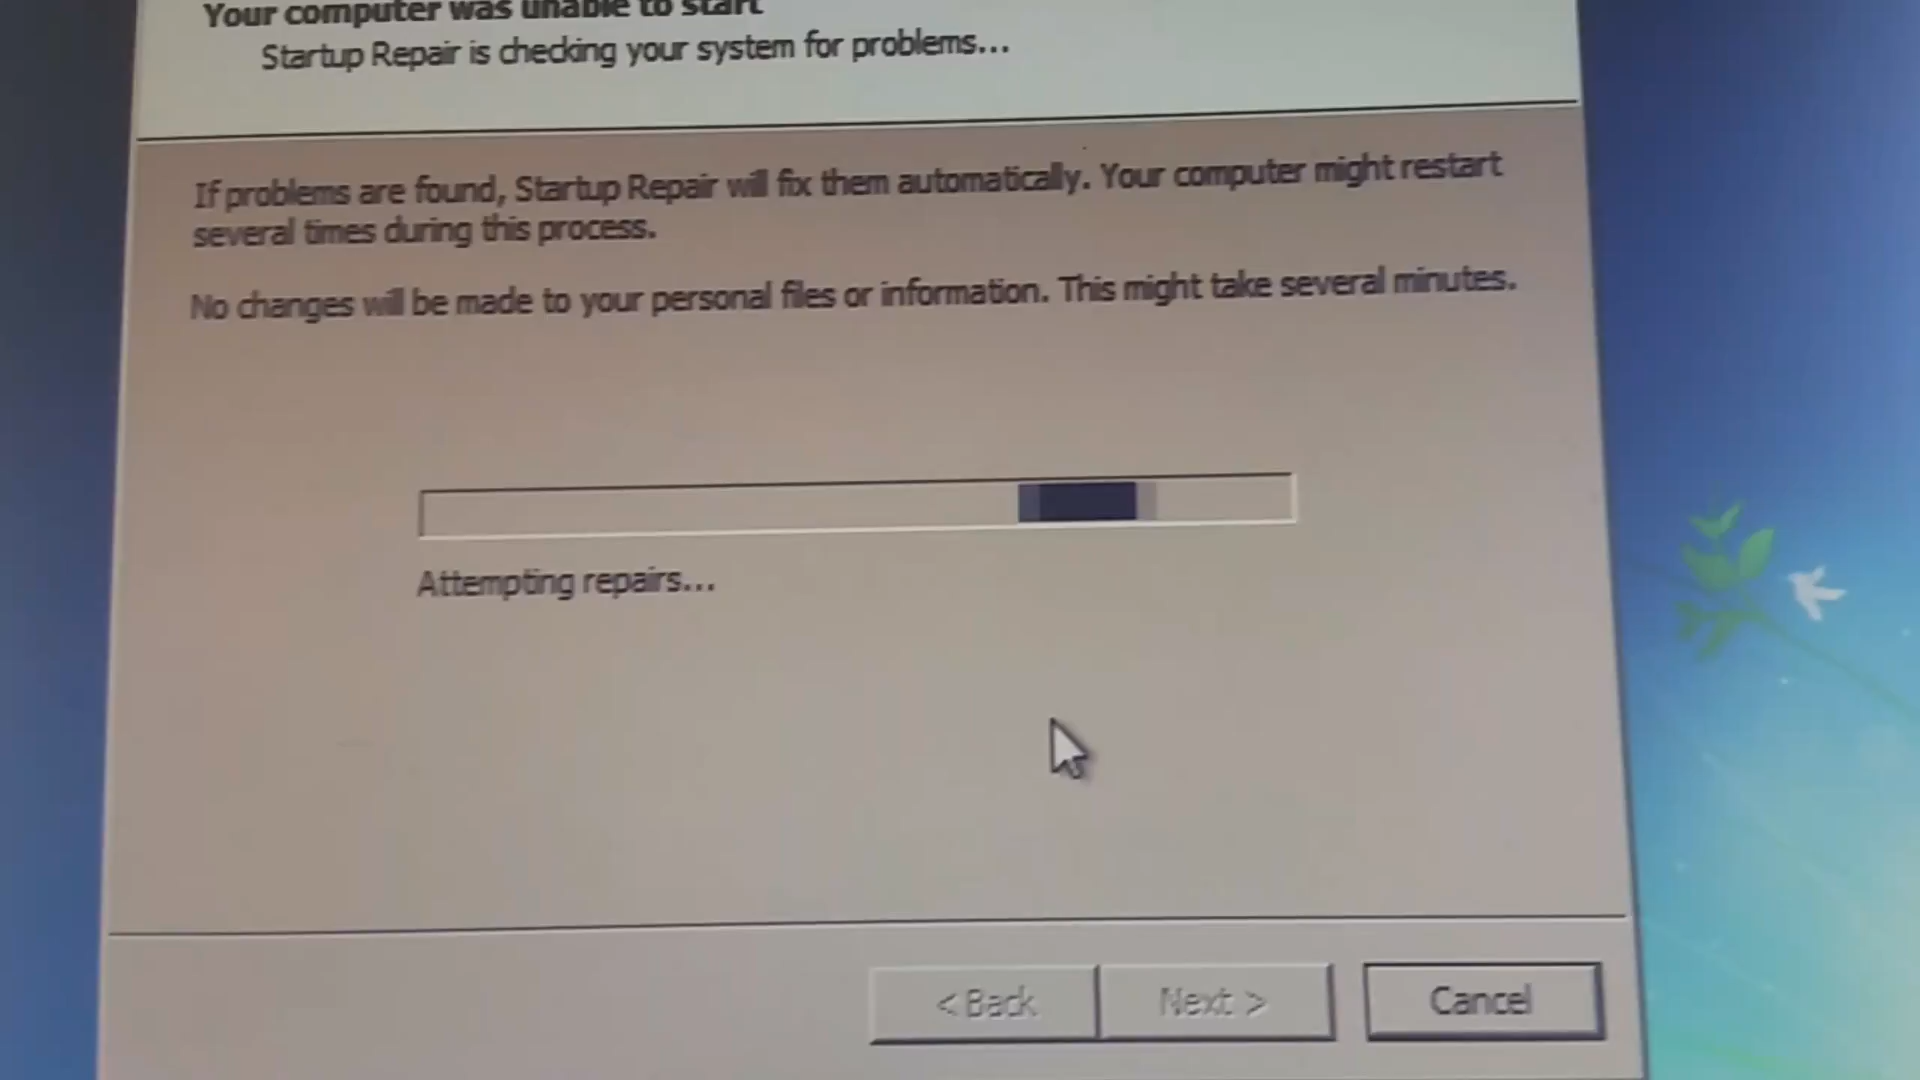 Your computer was unable to start
Startup Repair is checking your system for problems...
If problems are found, Startup Repair will fix them automatically. Your computer might restart
several times during this process.
No changes will be made to your personal files or information. This might take several minutes.
Attempting repairs...
< Back
Next >
Cancel